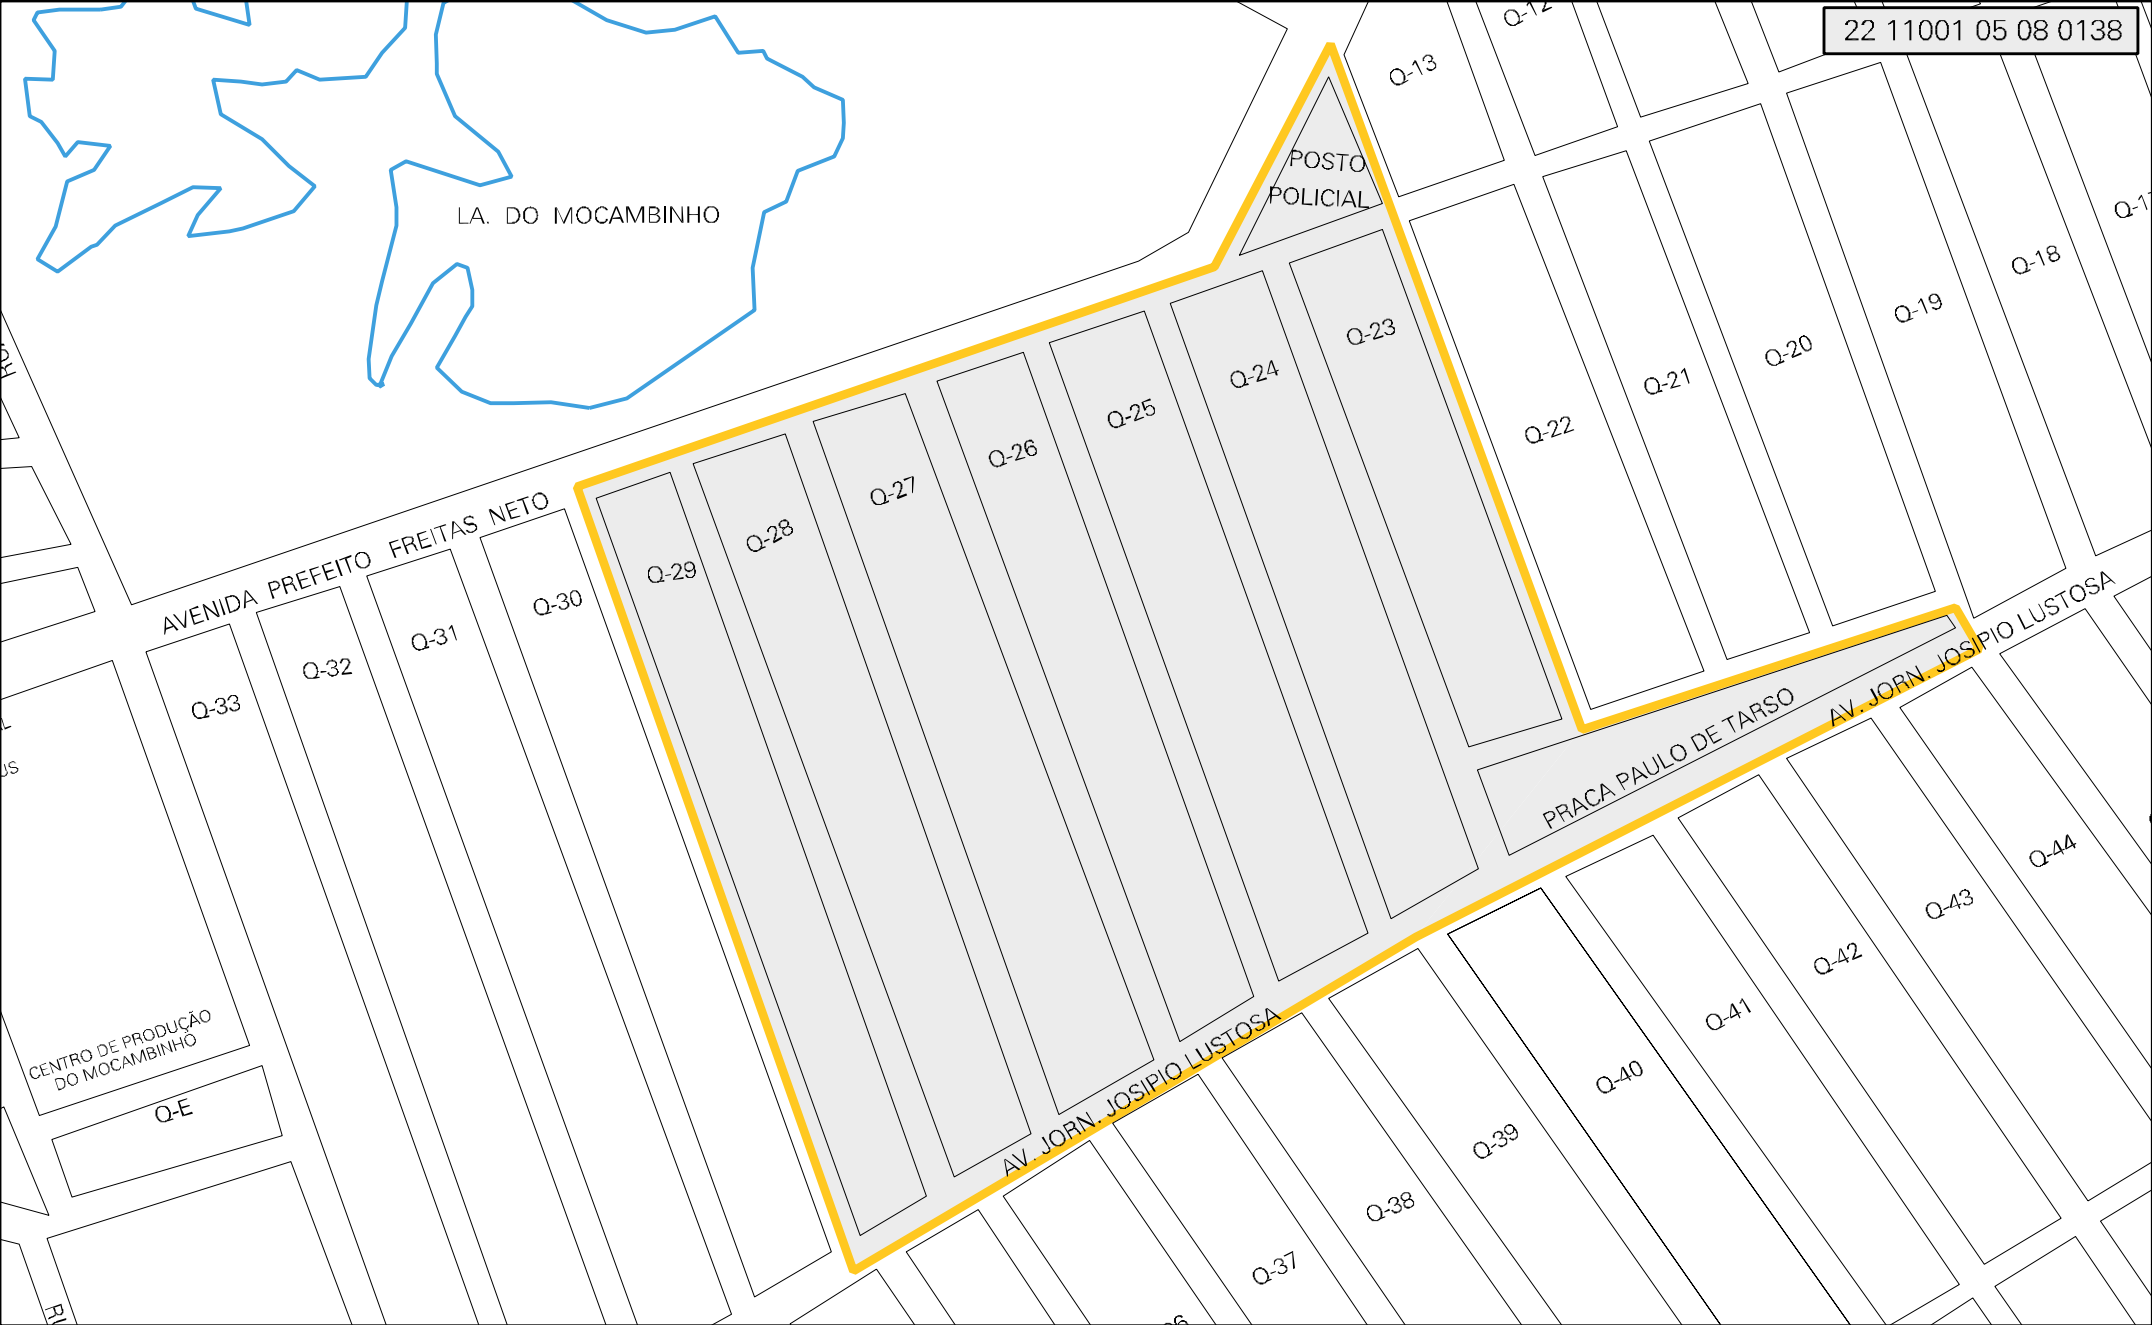 22 11001 05 08 0138
Q-12
Q-13
POSTO
POLICIAL
LA. DO MOCAMBINHO
Q-18
Q-19
Q-20
Q-21
Q-22
Q-23
Q-24
Q-25
Q-26
Q-27
Q-28
Q-29
Q-30
Q-31
Q-32
Q-33
AVENIDA PREFEITO FREITAS NETO
AV. JORN. JOSIPIO LUSTOSA
PRACA PAULO DE TARSO
AV. JORN. JOSIPIO LUSTOSA
Q-44
Q-43
Q-42
Q-41
Q-40
Q-39
Q-38
Q-37
CENTRO DE PRODUÇÃO
DO MOCAMBINHO
Q-E